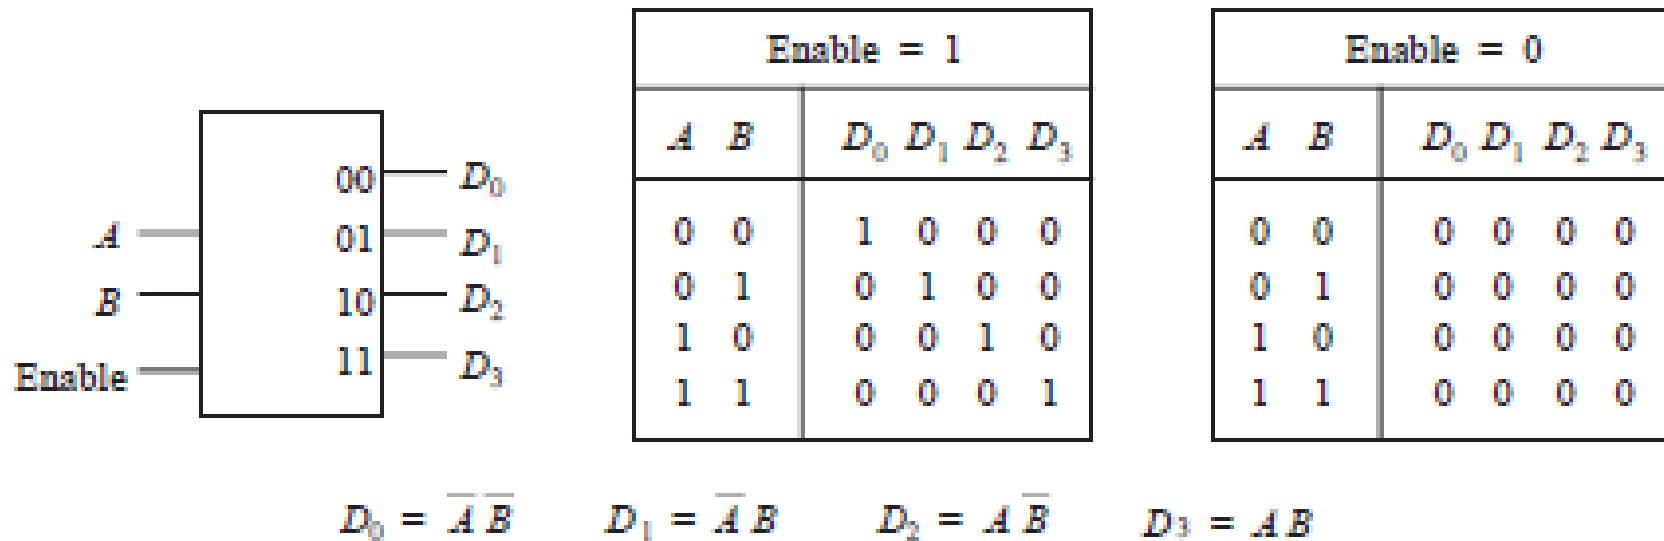 A
B
Enable
00 D₀
01 D₁
10 D₂
11 D₃
Enable = 1
A B D₀ D₁ D₂ D₃
0 0 1 0 0 0
0 1 0 1 0 0
1 0 0 0 1 0
1 1 0 0 0 1
Enable = 0
A B D₀ D₁ D₂ D₃
0 0 0 0 0 0
0 1 0 0 0 0
1 0 0 0 0 0
1 1 0 0 0 0
D₀ = A̅ B̅ D₁ = A̅ B D₂ = A B̅ D₃ = A B